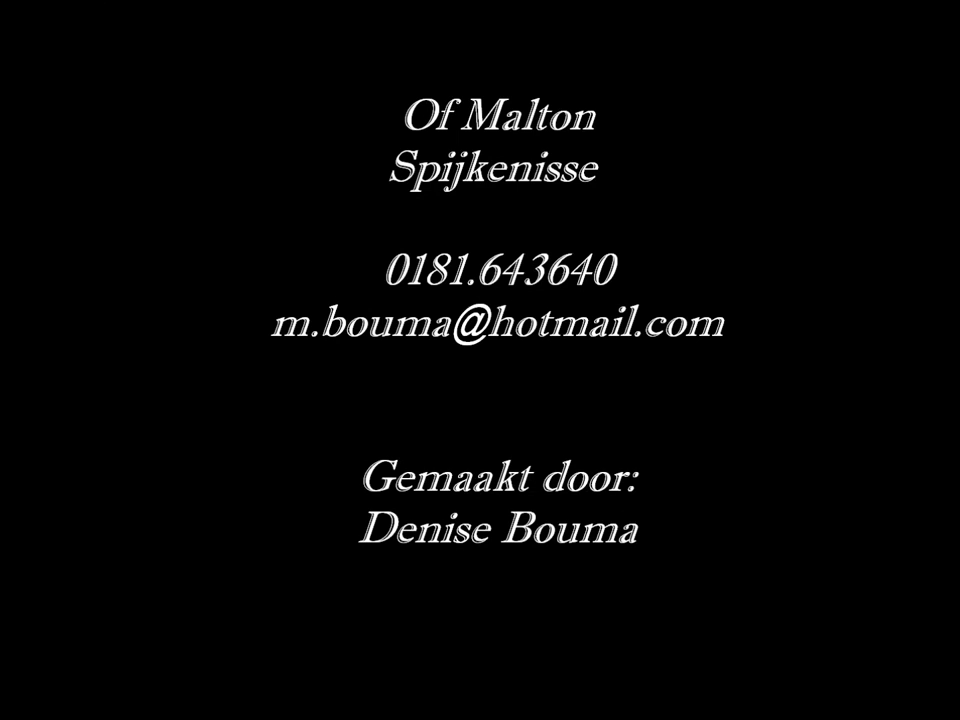 Of Malton
Spijkenisse
0181.643640
m.bouma@hotmail.com
Gemaakt door:
Denise Bouma